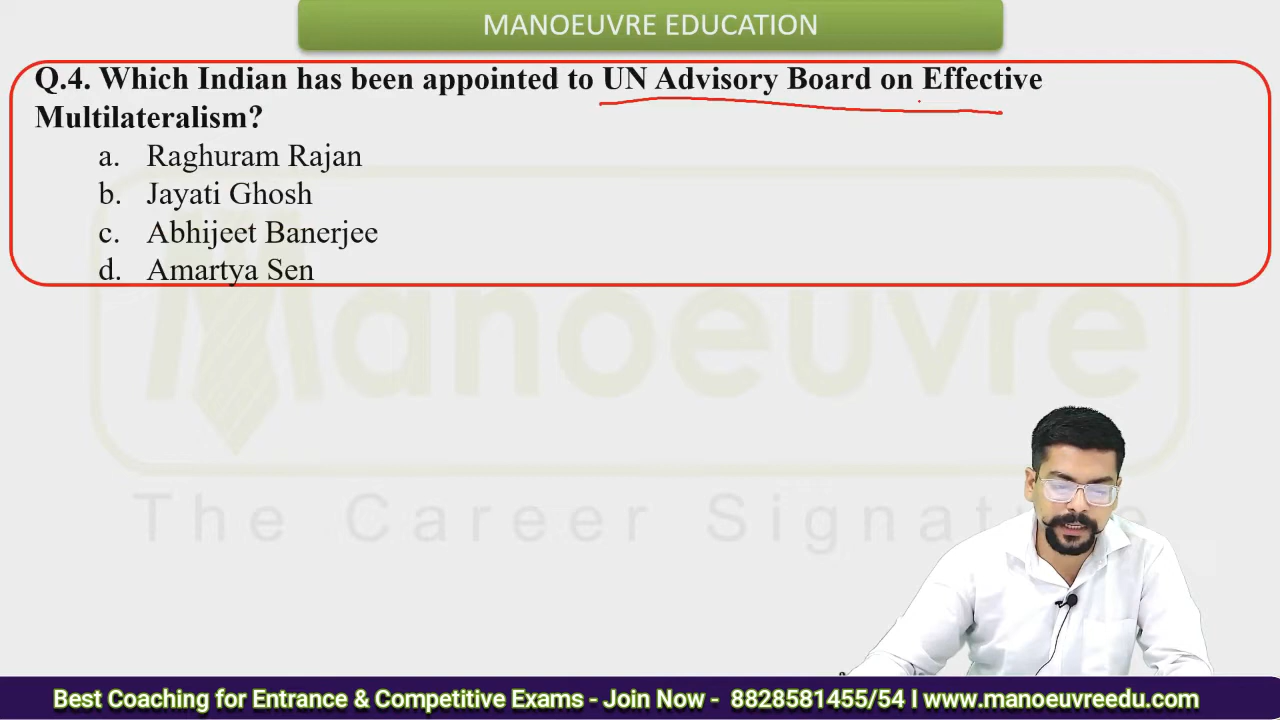 MANOEUVRE EDUCATION
Q.4. Which Indian has been appointed to UN Advisory Board on Effective
Multilateralism?
a. Raghuram Rajan
b. Jayati Ghosh
c. Abhijeet Banerjee
d. Amartya Sen
Manoeuvre
The Career Signature
Best Coaching for Entrance & Competitive Exams - Join Now - 8828581455/54 I www.manoeuvreedu.com